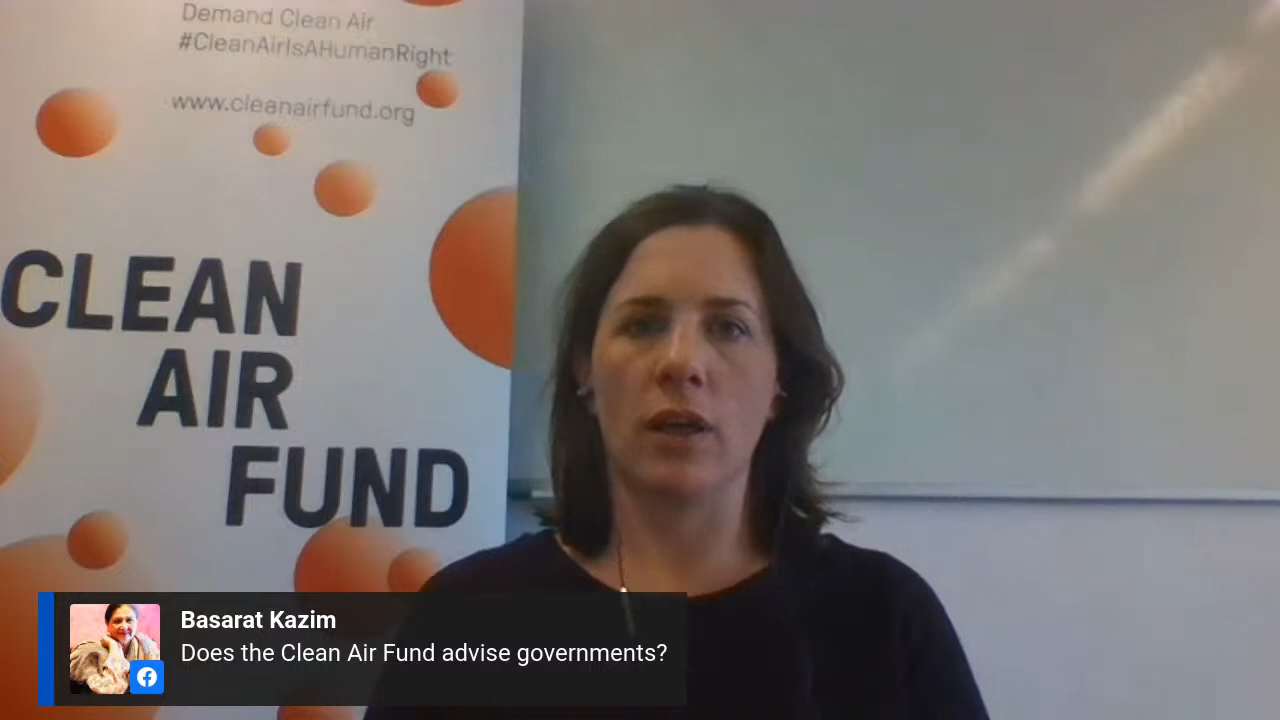 Demand Clean Air
#CleanAirIsAHumanRight
www.cleanairfund.org
CLEAN
AIR
FUND
Basarat Kazim
Does the Clean Air Fund advise governments?